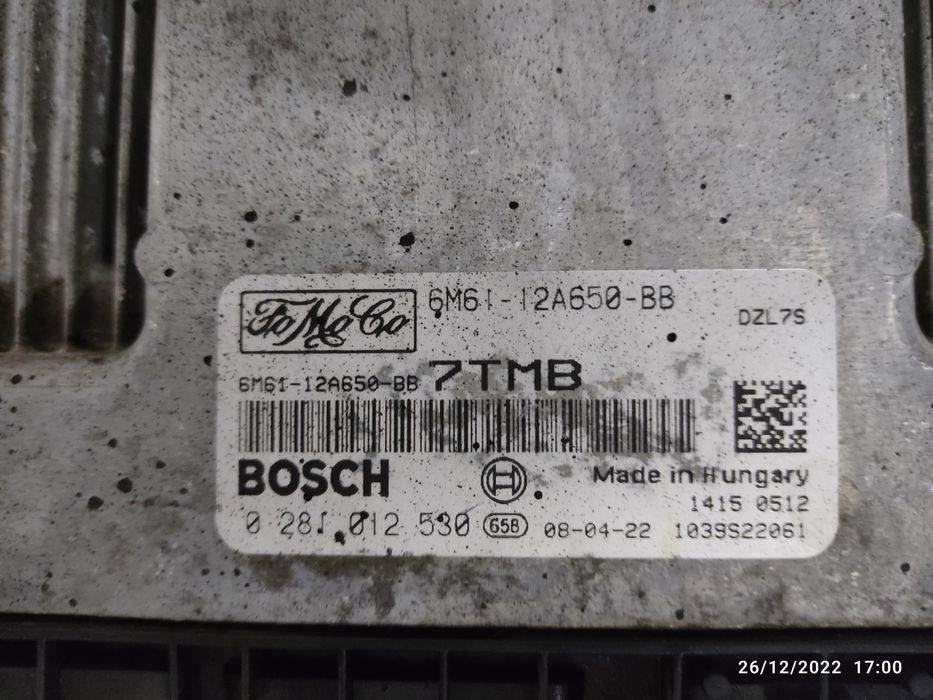 FoMoCo
6M61-12A650-BB
DZL7S
6M61-12A650-BB 7TMB
BOSCH
Made in Hungary
1415 0512
0 281 012 530 658 08-04-22 1039S22061
26/12/2022 17:00